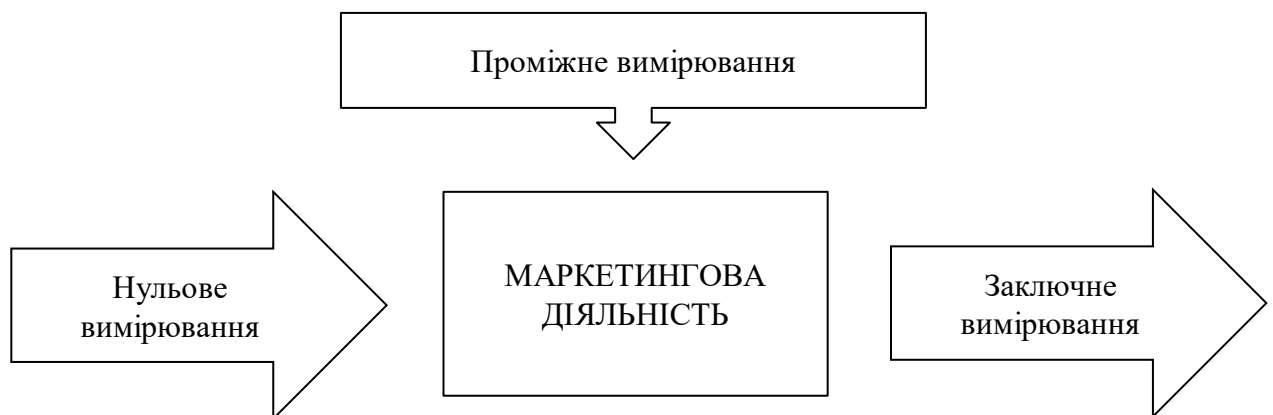 Проміжне вимірювання
Нульове
вимірювання
МАРКЕТИНГОВА
ДІЯЛЬНІСТЬ
Заключне
вимірювання